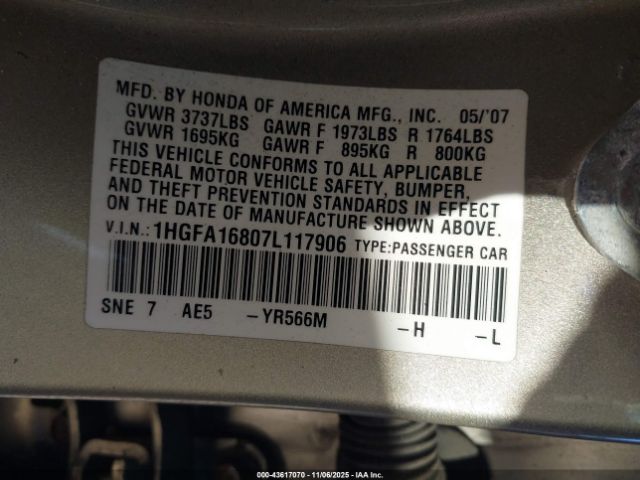 MFD. BY HONDA OF AMERICA MFG., INC. 05/'07
GVWR 3737LBS GAWR F 1973LBS R 1764LBS
GVWR 1695KG GAWR F 895KG R 800KG
THIS VEHICLE CONFORMS TO ALL APPLICABLE
FEDERAL MOTOR VEHICLE SAFETY, BUMPER,
AND THEFT PREVENTION STANDARDS IN EFFECT
ON THE DATE OF MANUFACTURE SHOWN ABOVE.
V.I.N.: 1HGFA16807L117906 TYPE:PASSENGER CAR
SNE 7 AE5 -YR566M -H -L
000-43617070 - 11/06/2025 - IAA Inc.